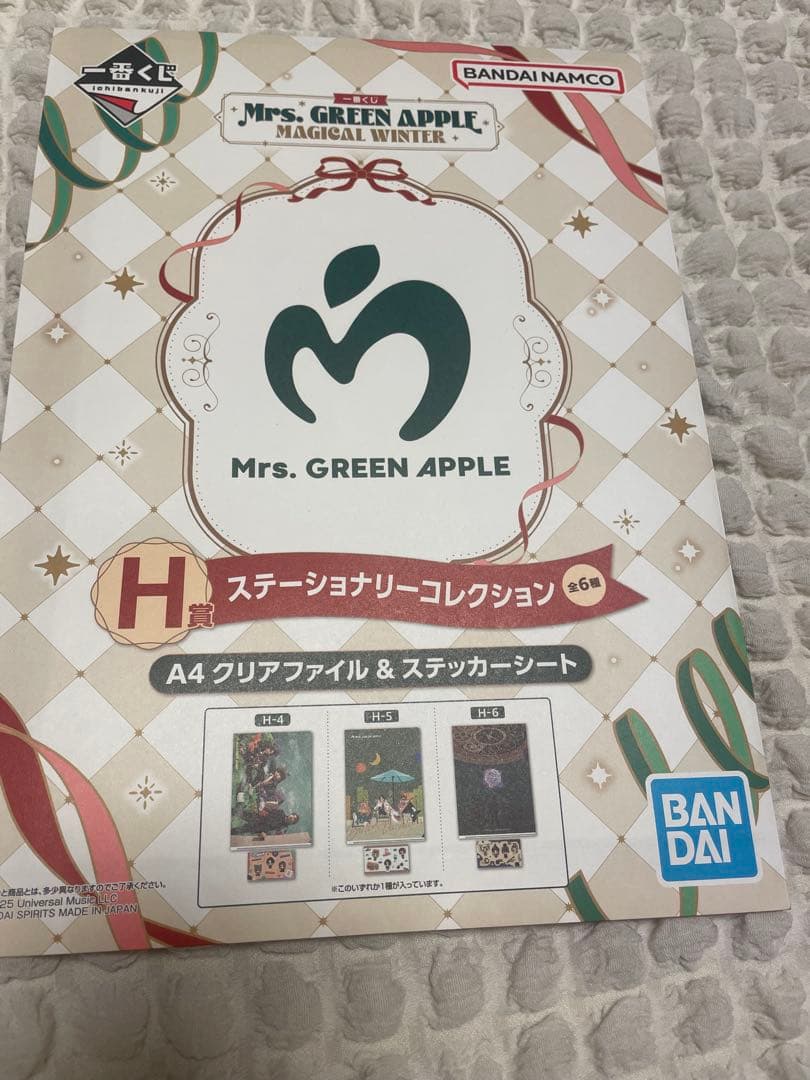 一番くじ
ichibankuji
BANDAI NAMCO
一番くじ
Mrs. GREEN APPLE
MAGICAL WINTER
Mrs. GREEN APPLE
H賞
ステーショナリーコレクション 全6種
A4 クリアファイル & ステッカーシート
H-4 H-5 H-6
※このいずれか1種が入っています。
と商品とは、多少異なりますのでご了承ください。
25 Universal Music LLC
DAI SPIRITS MADE IN JAPAN
BAN
DAI